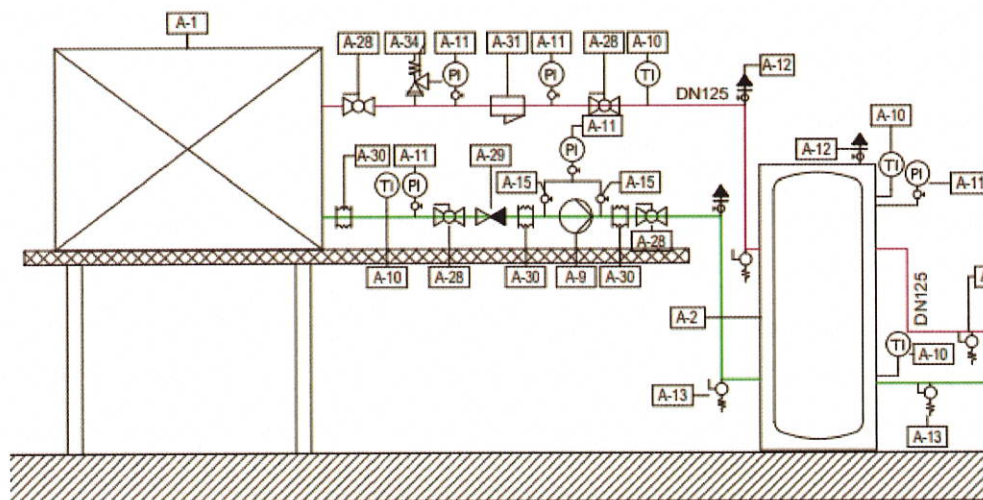 A-1
A-28
A-34
A-11
A-31
A-11
A-28
A-10
A-12
PI
PI
TI
DN125
A-11
A-10
PI
A-12
A-30
A-11
A-29
TI
TI
PI
PI
A-15
A-15
A-11
A-28
A-10
A-28
A-30
A-9
A-30
DN125
A-2
TI
A-10
A-13
A-13